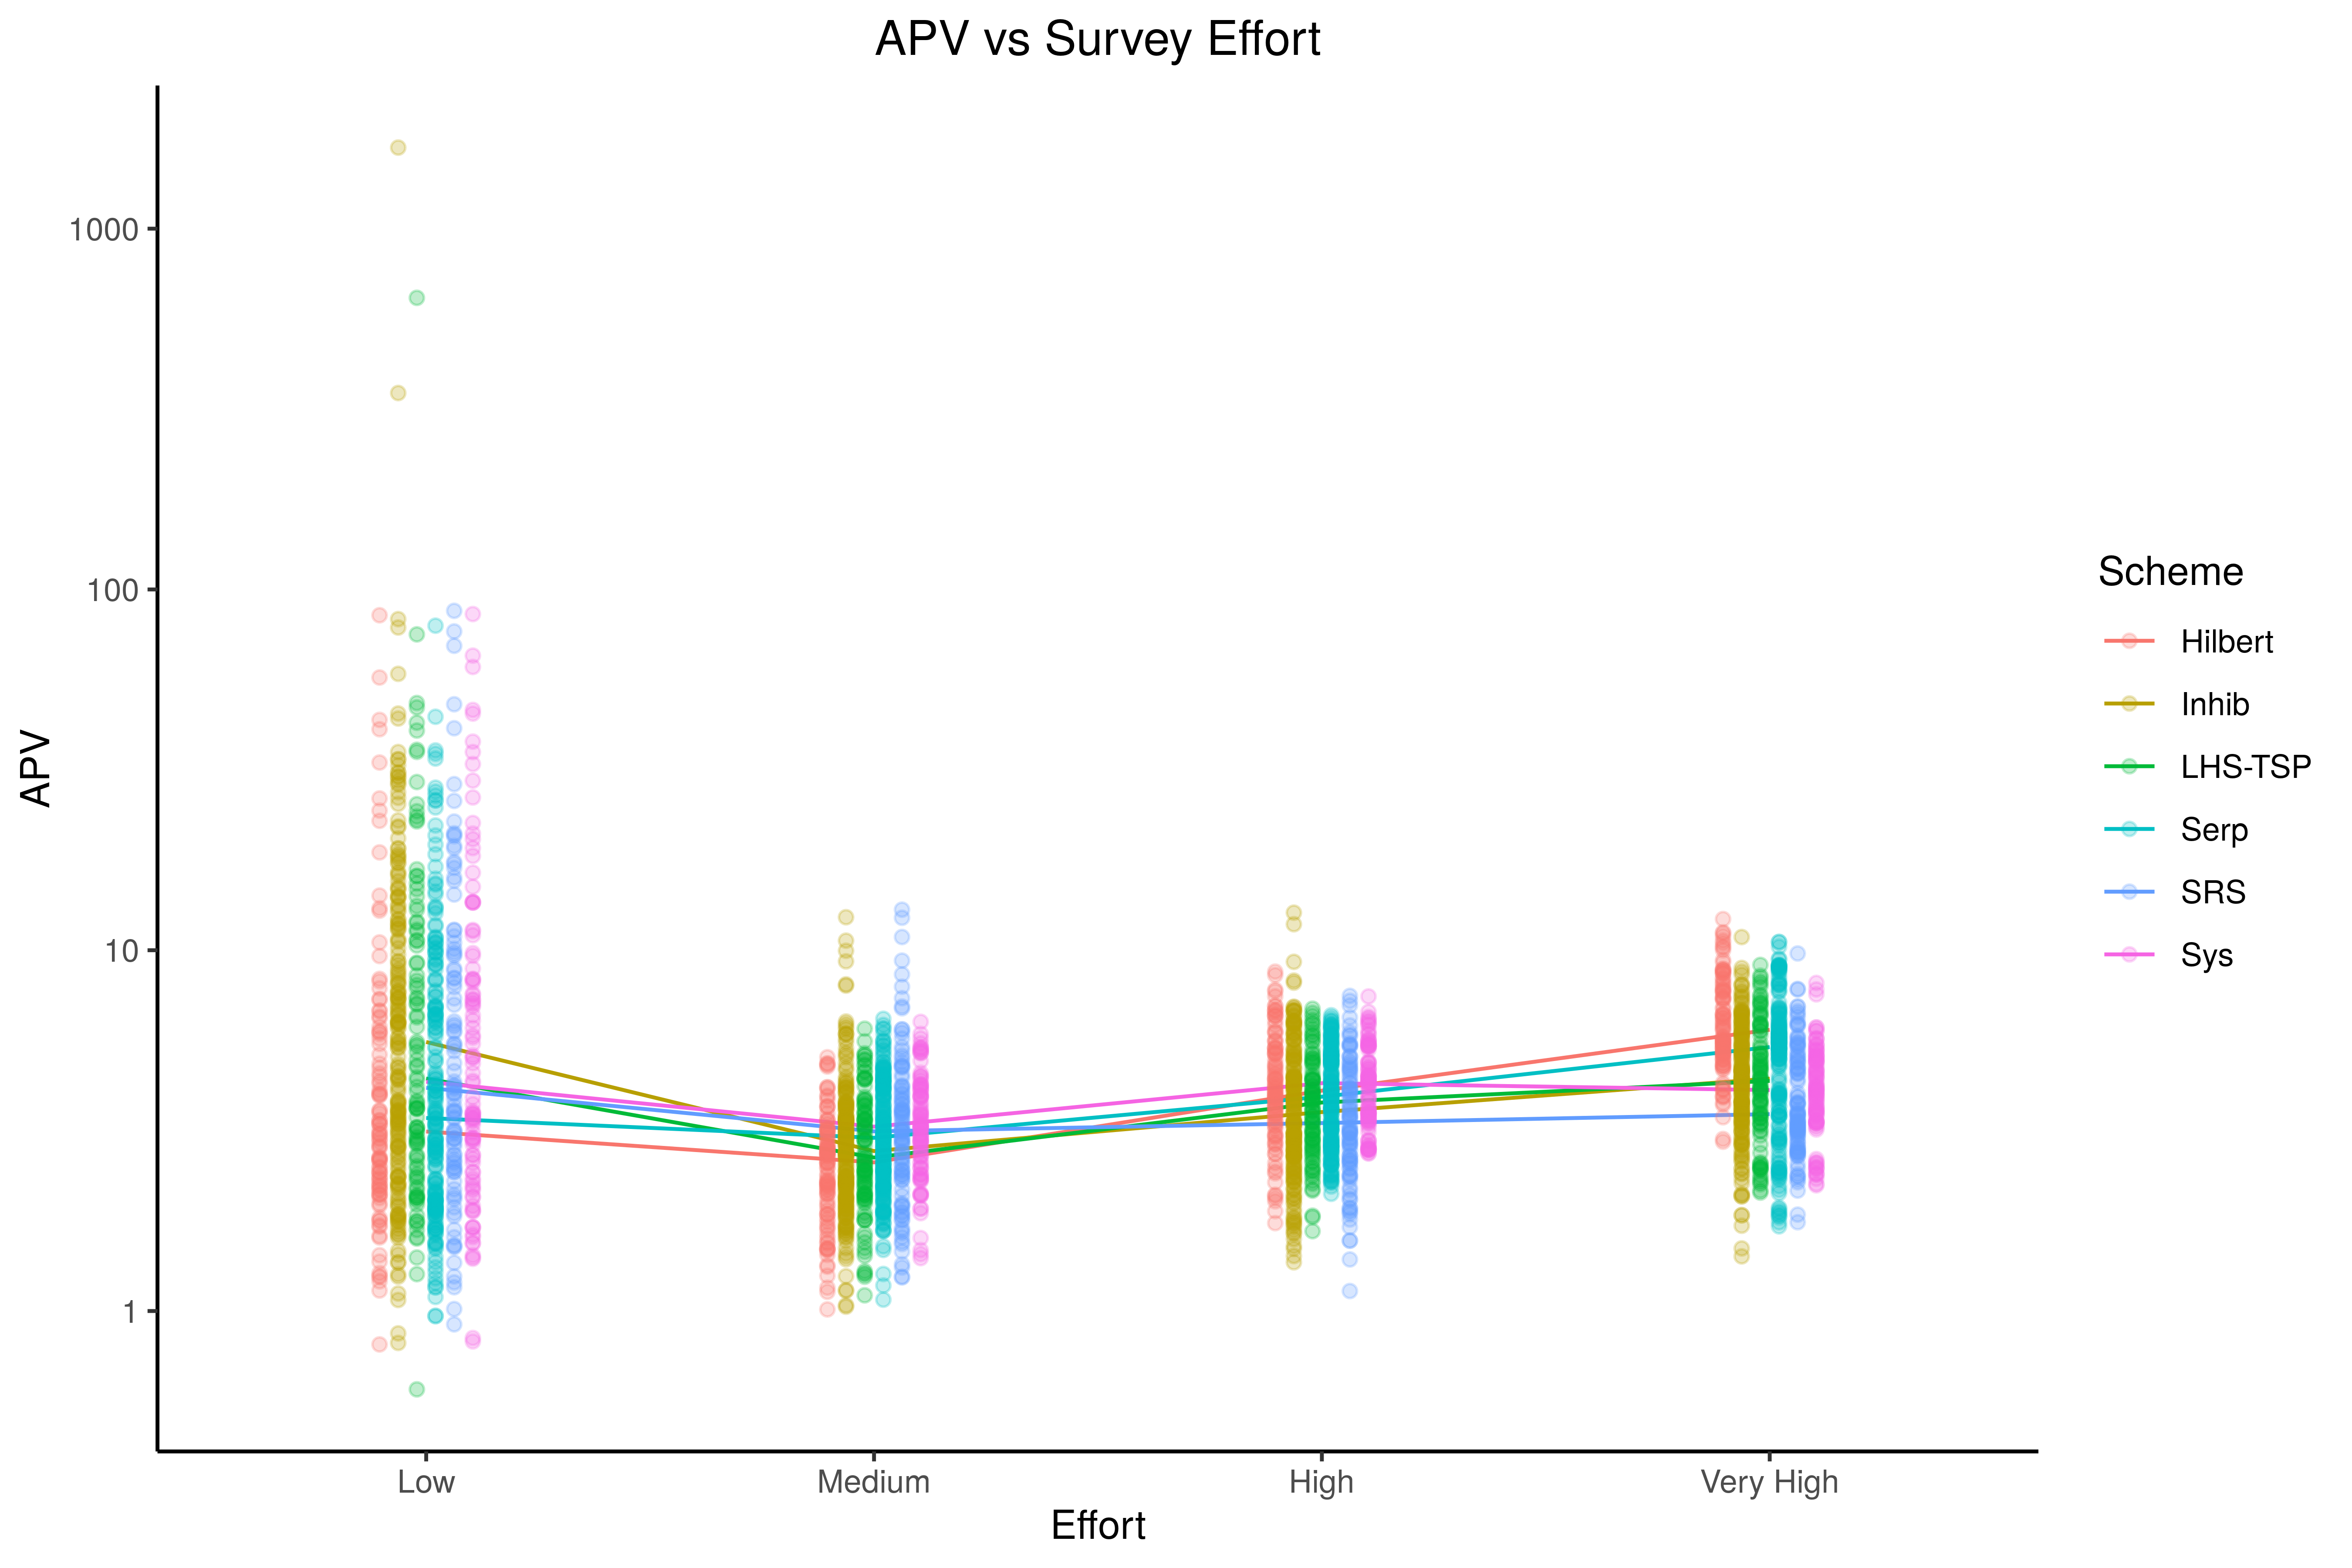 APV vs Survey Effort
1000
100
10
1
APV
Low
Medium
High
Very High
Effort
Scheme
Hilbert
Inhib
LHS-TSP
Serp
SRS
Sys